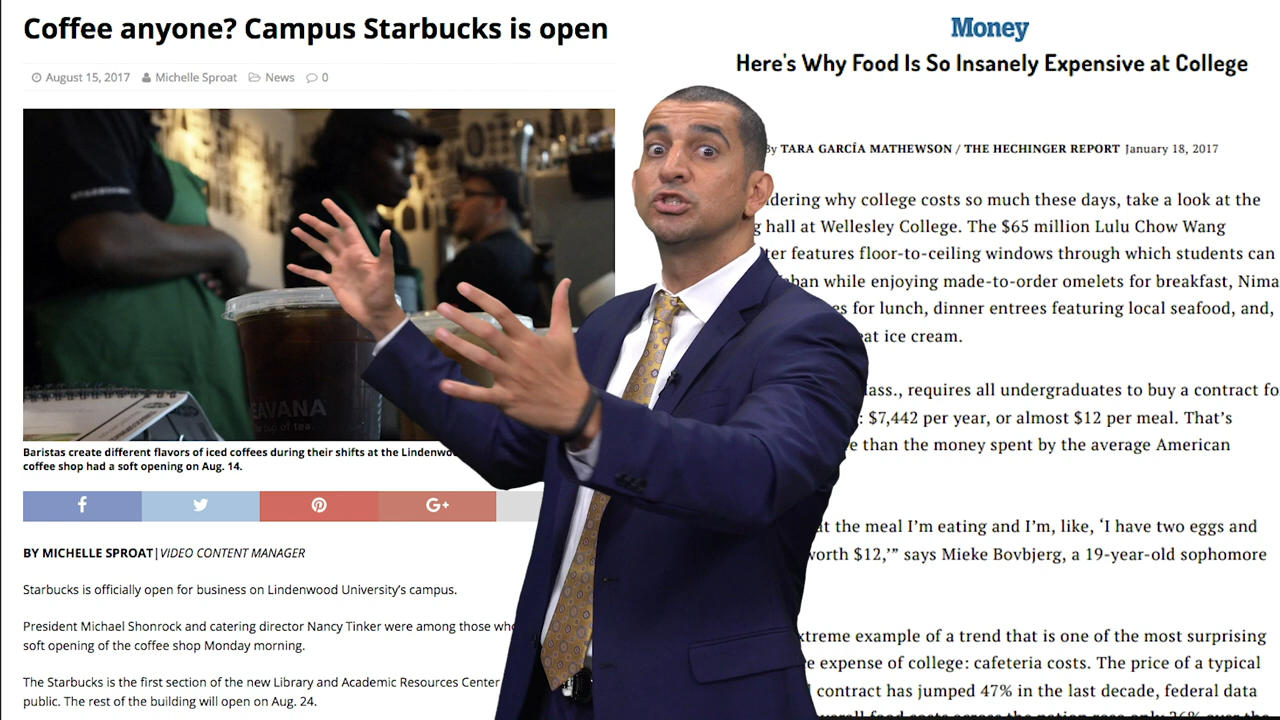 Coffee anyone? Campus Starbucks is open
August 15, 2017 Michelle Sproat News 0
EAVANA
Baristas create different flavors of iced coffees during their shifts at the Lindenwo
coffee shop had a soft opening on Aug. 14.
f G+
BY MICHELLE SPROAT|VIDEO CONTENT MANAGER
Starbucks is officially open for business on Lindenwood University's campus.
President Michael Shonrock and catering director Nancy Tinker were among those who
soft opening of the coffee shop Monday morning.
The Starbucks is the first section of the new Library and Academic Resources Center
public. The rest of the building will open on Aug. 24.
Money
Here's Why Food Is So Insanely Expensive at College
By TARA GARCÍA MATHEWSON / THE HECHINGER REPORT January 18, 2017
dering why college costs so much these days, take a look at the
g hall at Wellesley College. The $65 million Lulu Chow Wang
ter features floor-to-ceiling windows through which students can
ban while enjoying made-to-order omelets for breakfast, Nima
es for lunch, dinner entrees featuring local seafood, and,
eat ice cream.
ass., requires all undergraduates to buy a contract fo
: $7,442 per year, or almost $12 per meal. That's
e than the money spent by the average American
at the meal I'm eating and I'm, like, 'I have two eggs and
worth $12,'” says Mieke Bovbjerg, a 19-year-old sophomore
xtreme example of a trend that is one of the most surprising
e expense of college: cafeteria costs. The price of a typical
l contract has jumped 47% in the last decade, federal data